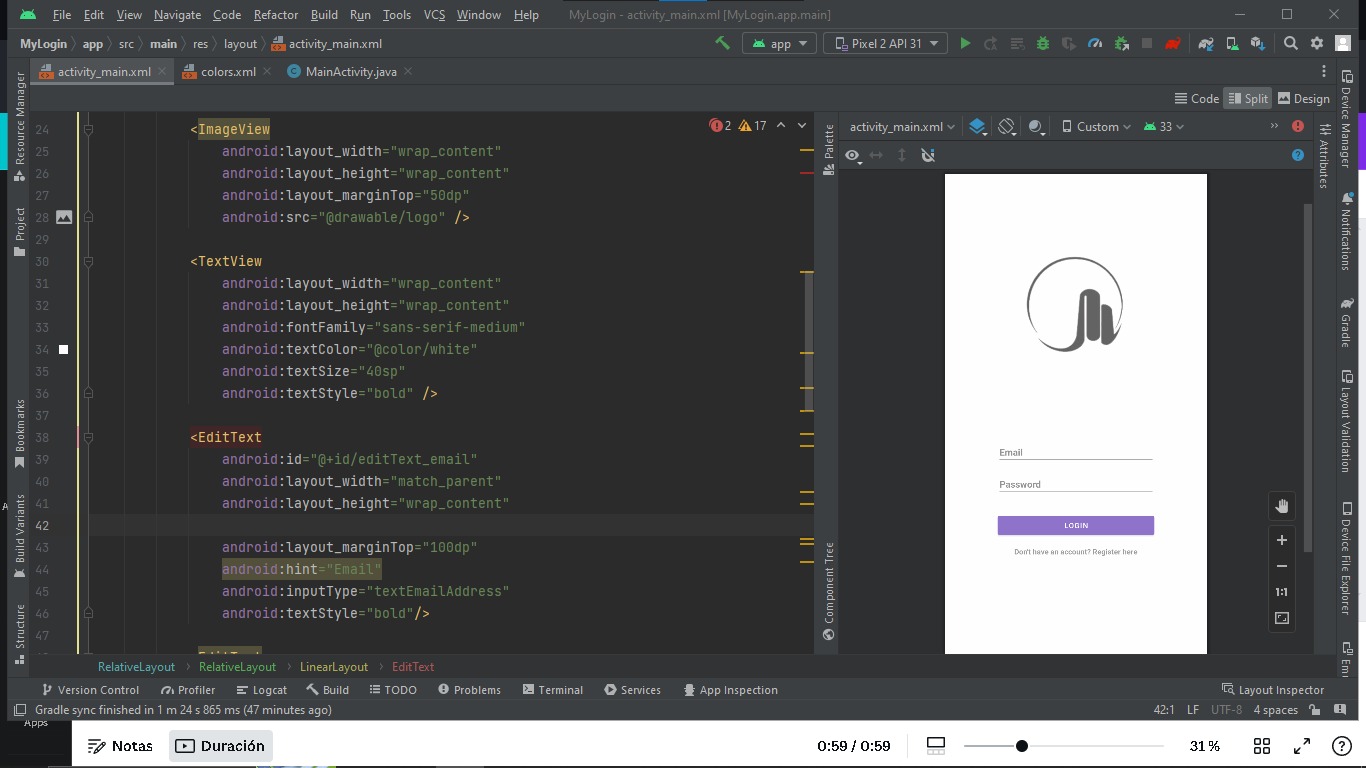 File Edit View Navigate Code Refactor Build Run Tools VCS Window Help MyLogin - activity_main.xml [MyLogin.app.main]
MyLogin app src main res layout activity_main.xml app Pixel 2 API 31
activity_main.xml colors.xml MainActivity.java
Code Split Design
Resource Manager
Project
Bookmarks
Build Variants
Structure
2 17
24 <ImageView
25 android:layout_width="wrap_content"
26 android:layout_height="wrap_content"
27 android:layout_marginTop="50dp"
28 android:src="@drawable/logo" />
29
30 <TextView
31 android:layout_width="wrap_content"
32 android:layout_height="wrap_content"
33 android:fontFamily="sans-serif-medium"
34 android:textColor="@color/white"
35 android:textSize="40sp"
36 android:textStyle="bold" />
37
38 <EditText
39 android:id="@+id/editText_email"
40 android:layout_width="match_parent"
41 android:layout_height="wrap_content"
42
43 android:layout_marginTop="100dp"
44 android:hint="Email"
45 android:inputType="textEmailAddress"
46 android:textStyle="bold"/>
47
Palette
Component Tree
activity_main.xml Custom 33
Email
Password
LOGIN
Don't have an account? Register here
1:1
Attributes
Device Manager
Notifications
Gradle
Layout Validation
Device File Explorer
Emu
RelativeLayout RelativeLayout LinearLayout EditText
Version Control Profiler Logcat Build TODO Problems Terminal Services App Inspection Layout Inspector
Gradle sync finished in 1 m 24 s 865 ms (47 minutes ago) 42:1 LF UTF-8 4 spaces
Apps
Notas Duración 0:59 / 0:59 31 %